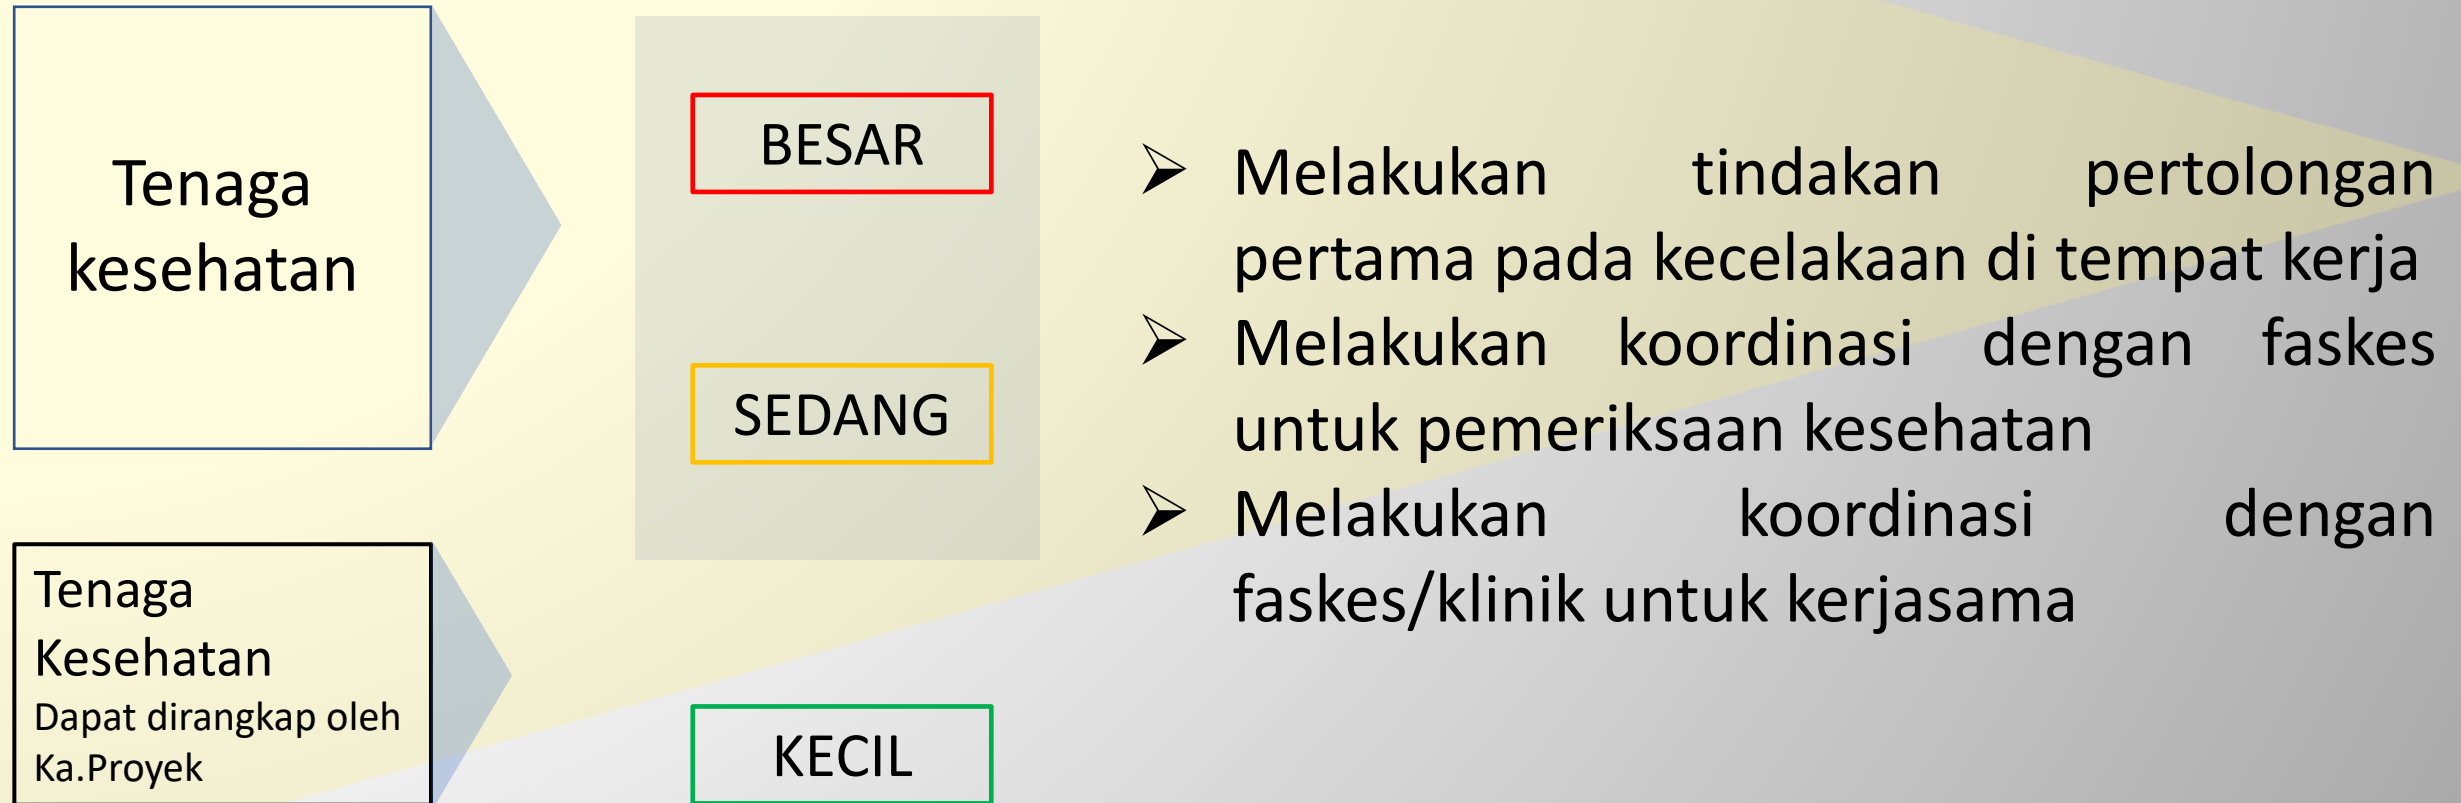 Tenaga
kesehatan
BESAR
SEDANG
Tenaga
Kesehatan
Dapat dirangkap oleh
Ka.Proyek
KECIL
➢ Melakukan tindakan pertolongan
pertama pada kecelakaan di tempat kerja
➢ Melakukan koordinasi dengan faskes
untuk pemeriksaan kesehatan
➢ Melakukan koordinasi dengan
faskes/klinik untuk kerjasama